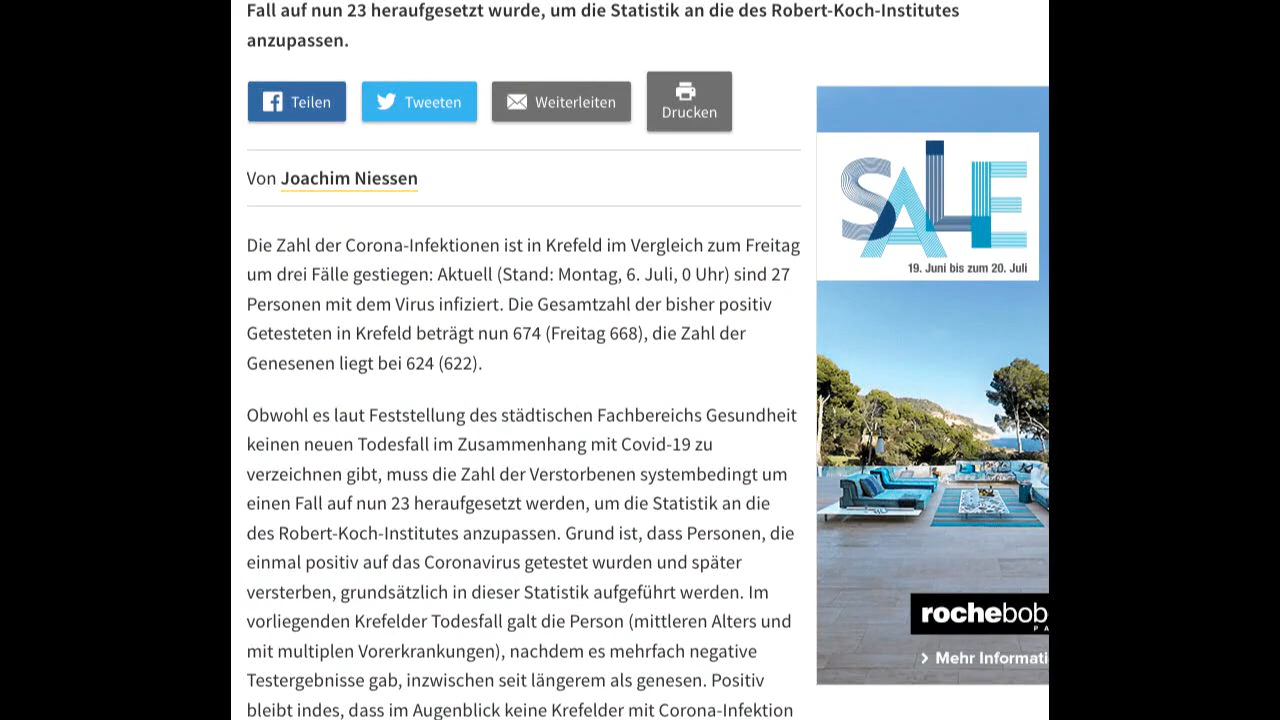 Fall auf nun 23 heraufgesetzt wurde, um die Statistik an die des Robert-Koch-Institutes
anzupassen.
Teilen
Tweeten
Weiterleiten
Drucken
Von Joachim Niessen
Die Zahl der Corona-Infektionen ist in Krefeld im Vergleich zum Freitag
um drei Fälle gestiegen: Aktuell (Stand: Montag, 6. Juli, 0 Uhr) sind 27
Personen mit dem Virus infiziert. Die Gesamtzahl der bisher positiv
Getesteten in Krefeld beträgt nun 674 (Freitag 668), die Zahl der
Genesenen liegt bei 624 (622).
Obwohl es laut Feststellung des städtischen Fachbereichs Gesundheit
keinen neuen Todesfall im Zusammenhang mit Covid-19 zu
verzeichnen gibt, muss die Zahl der Verstorbenen systembedingt um
einen Fall auf nun 23 heraufgesetzt werden, um die Statistik an die
des Robert-Koch-Institutes anzupassen. Grund ist, dass Personen, die
einmal positiv auf das Coronavirus getestet wurden und später
versterben, grundsätzlich in dieser Statistik aufgeführt werden. Im
vorliegenden Krefelder Todesfall galt die Person (mittleren Alters und
mit multiplen Vorerkrankungen), nachdem es mehrfach negative
Testergebnisse gab, inzwischen seit längerem als genesen. Positiv
bleibt indes, dass im Augenblick keine Krefelder mit Corona-Infektion
SALE
19. Juni bis zum 20. Juli
rochebob
PA
Mehr Informati